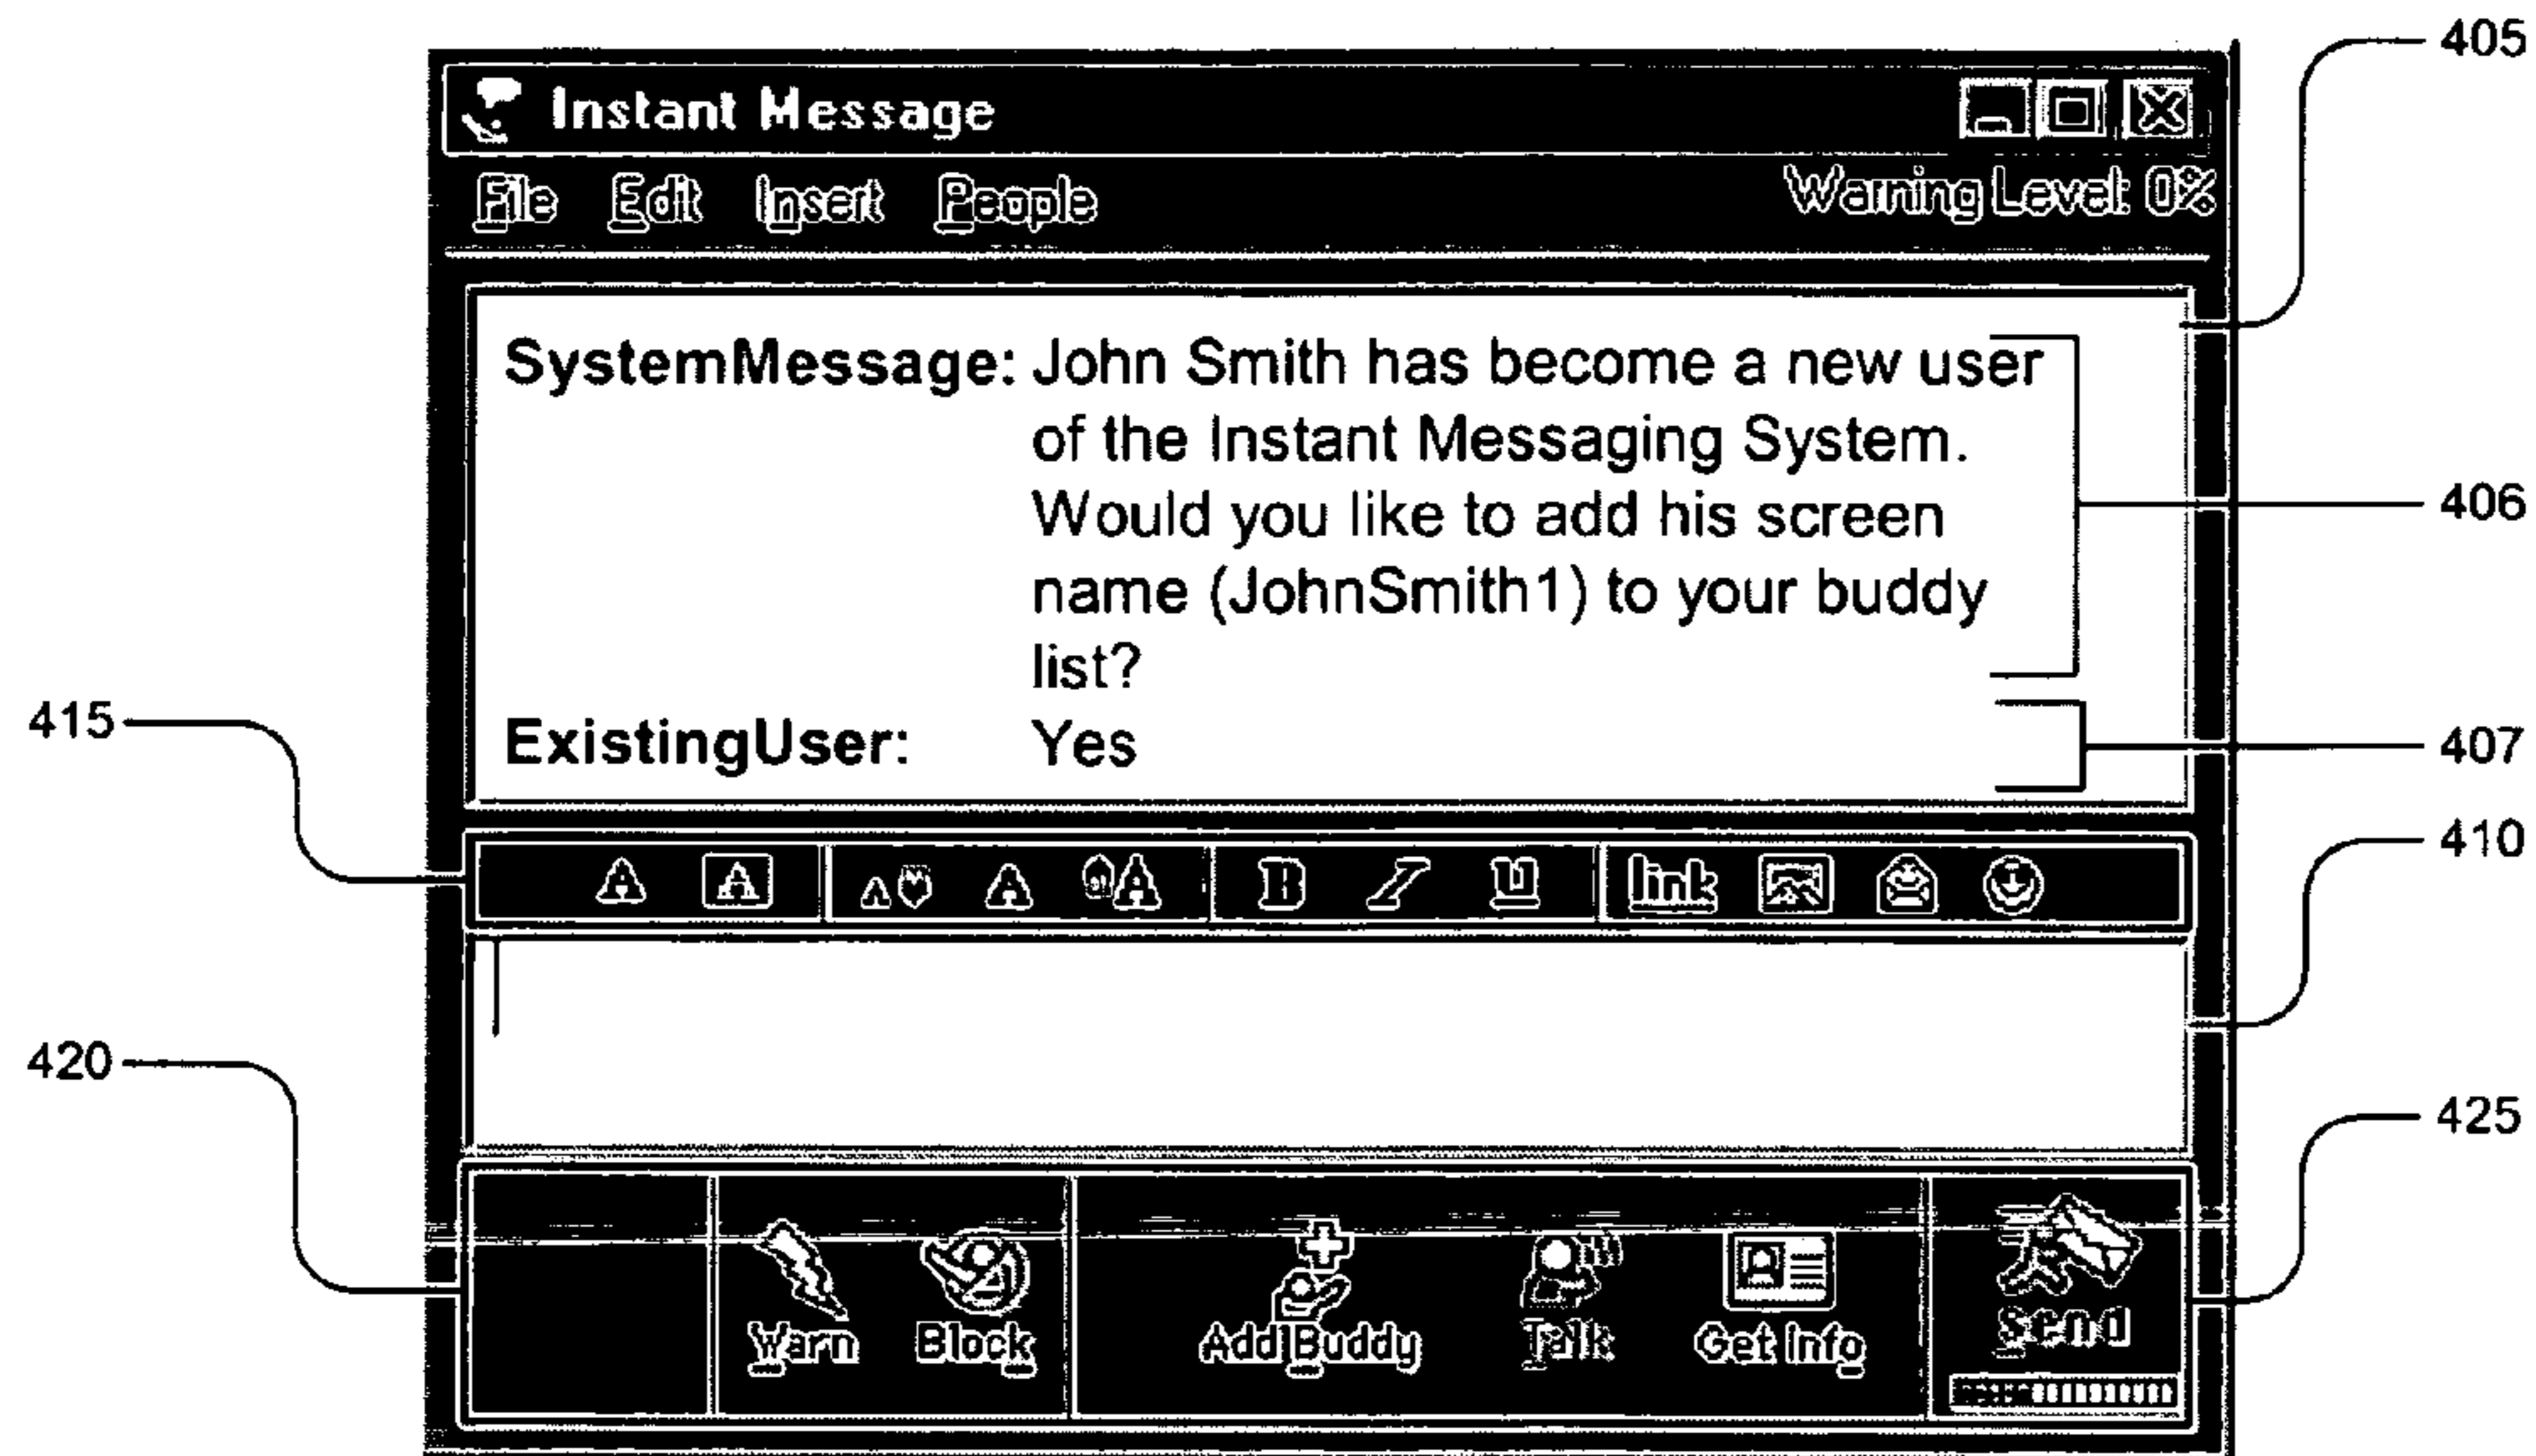 405
Instant Message
File Edit Insert People Warning Level: 0%
SystemMessage: John Smith has become a new user
of the Instant Messaging System.
Would you like to add his screen
name (JohnSmith1) to your buddy
list?
406
415
ExistingUser: Yes
407
410
A A A A A B I U link
420
425
Warn Block Add Buddy Talk Get Info Send